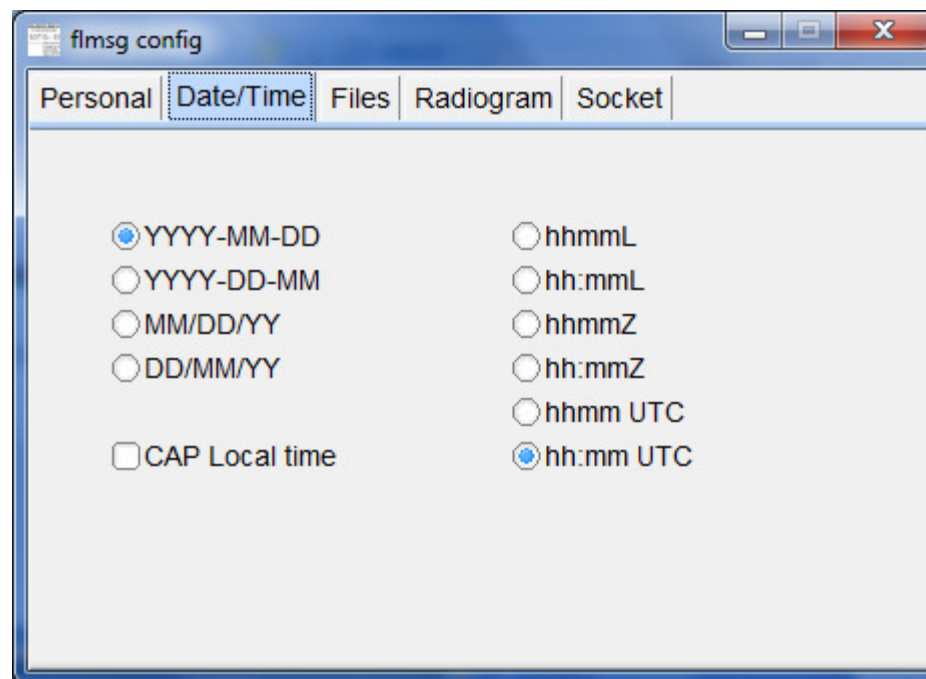 flmsg config
Personal Date/Time Files Radiogram Socket
YYYY-MM-DD
YYYY-DD-MM
MM/DD/YY
DD/MM/YY
CAP Local time
hhmmL
hh:mmL
hhmmZ
hh:mmZ
hhmm UTC
hh:mm UTC